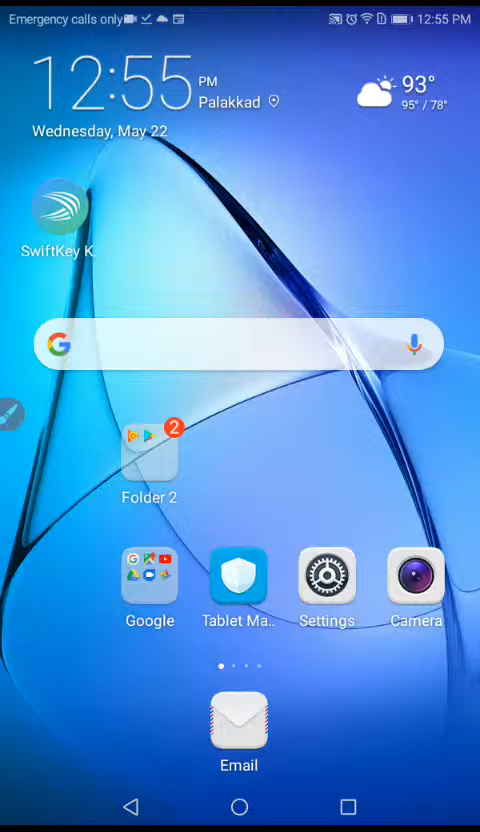 Emergency calls only 12:55 PM
12:55 PM
Palakkad
93°
95° / 78°
Wednesday, May 22
SwiftKey K
2
Folder 2
Google Tablet Ma.. Settings Camera
Email